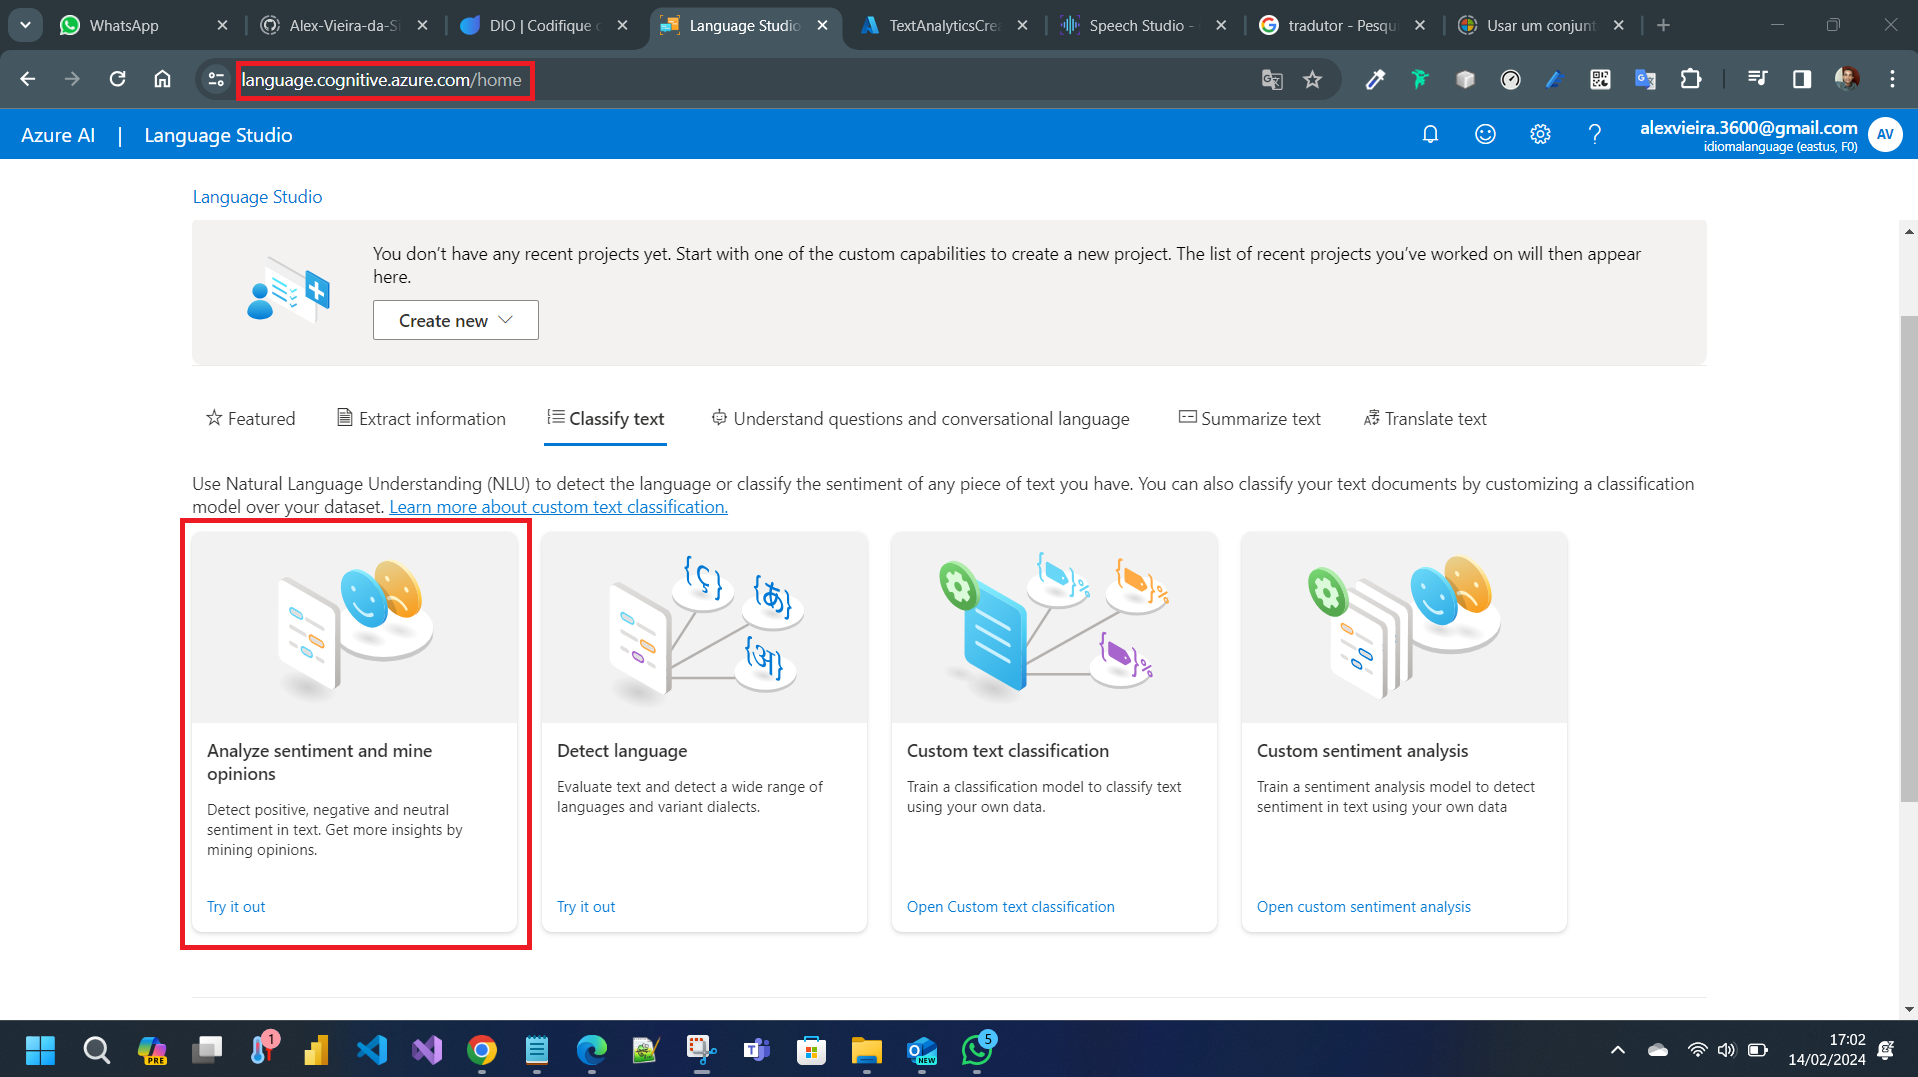 WhatsApp
Alex-Vieira-da-Si
DIO | Codifique o
Language Studio
TextAnalyticsCrea
Speech Studio -
tradutor - Pesqu
Usar um conjunt
language.cognitive.azure.com/home
Azure AI | Language Studio
alexvieira.3600@gmail.com
idiomalanguage (eastus, F0)
AV
Language Studio
You don't have any recent projects yet. Start with one of the custom capabilities to create a new project. The list of recent projects you've worked on will then appear
here.
Create new
Featured
Extract information
Classify text
Understand questions and conversational language
Summarize text
Translate text
Use Natural Language Understanding (NLU) to detect the language or classify the sentiment of any piece of text you have. You can also classify your text documents by customizing a classification
model over your dataset. Learn more about custom text classification.
{ç}
{あ}
{अ}
{ }%
{ }%
{ }%
Analyze sentiment and mine
opinions
Detect positive, negative and neutral
sentiment in text. Get more insights by
mining opinions.
Try it out
Detect language
Evaluate text and detect a wide range of
languages and variant dialects.
Try it out
Custom text classification
Train a classification model to classify text
using your own data.
Open Custom text classification
Custom sentiment analysis
Train a sentiment analysis model to detect
sentiment in text using your own data
Open custom sentiment analysis
PRE
1
NEW
5
17:02
14/02/2024